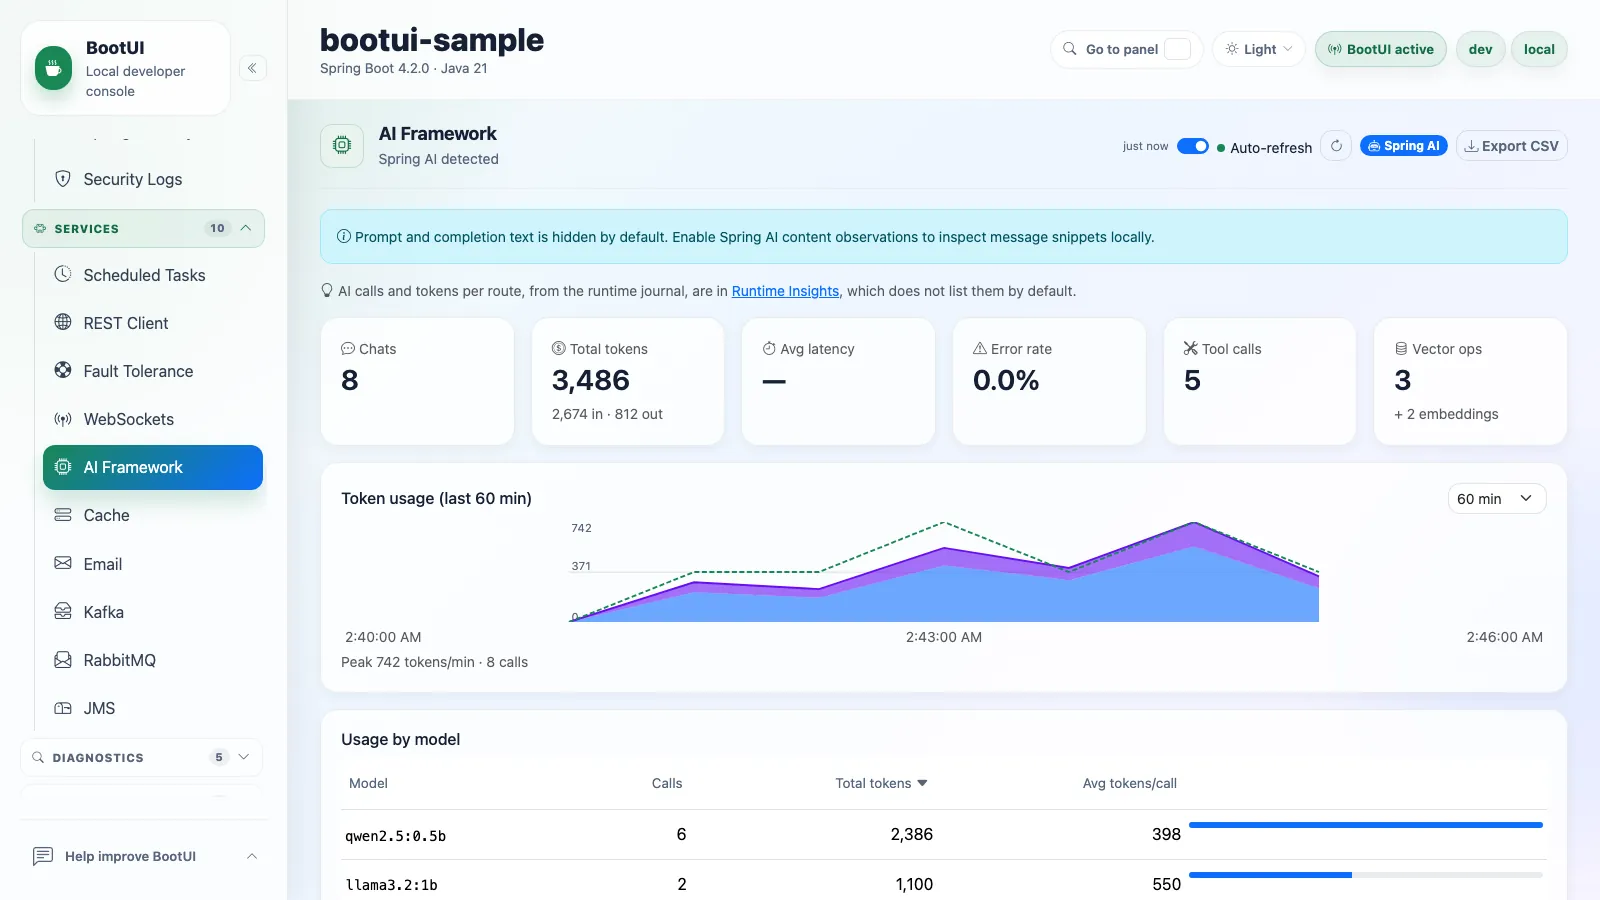 BootUI
Local developer
console
Security Logs
SERVICES 10
Scheduled Tasks
REST Client
Fault Tolerance
WebSockets
AI Framework
Cache
Email
Kafka
RabbitMQ
JMS
DIAGNOSTICS 5
Help improve BootUI
bootui-sample
Spring Boot 4.2.0 · Java 21
Go to panel
Light
BootUI active
dev
local
AI Framework
Spring AI detected
just now
Auto-refresh
Spring AI
Export CSV
Prompt and completion text is hidden by default. Enable Spring AI content observations to inspect message snippets locally.
AI calls and tokens per route, from the runtime journal, are in Runtime Insights, which does not list them by default.
Chats
8
Total tokens
3,486
2,674 in · 812 out
Avg latency
—
Error rate
0.0%
Tool calls
5
Vector ops
3
+ 2 embeddings
Token usage (last 60 min)
60 min
742
371
0
2:40:00 AM 2:43:00 AM 2:46:00 AM
Peak 742 tokens/min · 8 calls
Usage by model
Model Calls Total tokens Avg tokens/call
qwen2.5:0.5b 6 2,386 398
llama3.2:1b 2 1,100 550